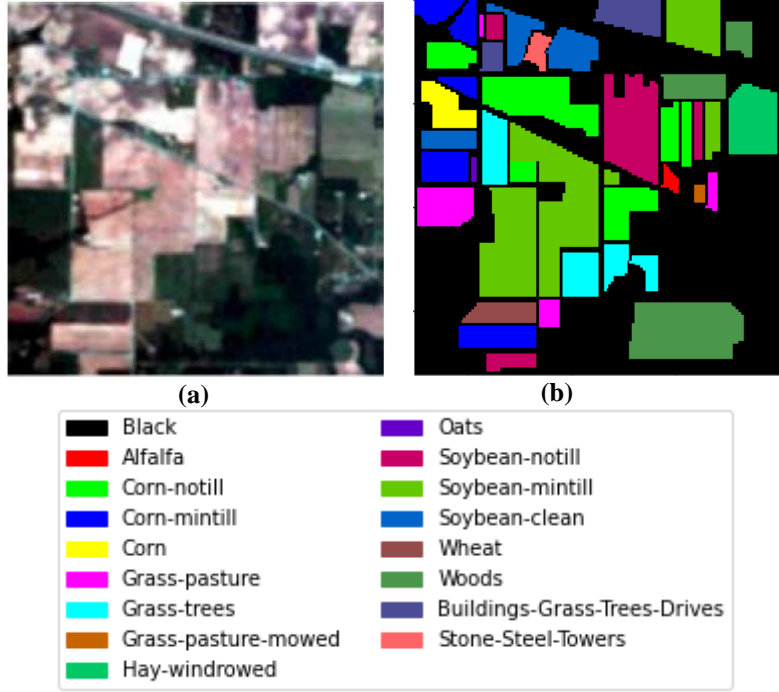 (a) (b)
Black Oats
Alfalfa Soybean-notill
Corn-notill Soybean-mintill
Corn-mintill Soybean-clean
Corn Wheat
Grass-pasture Woods
Grass-trees Buildings-Grass-Trees-Drives
Grass-pasture-mowed Stone-Steel-Towers
Hay-windrowed